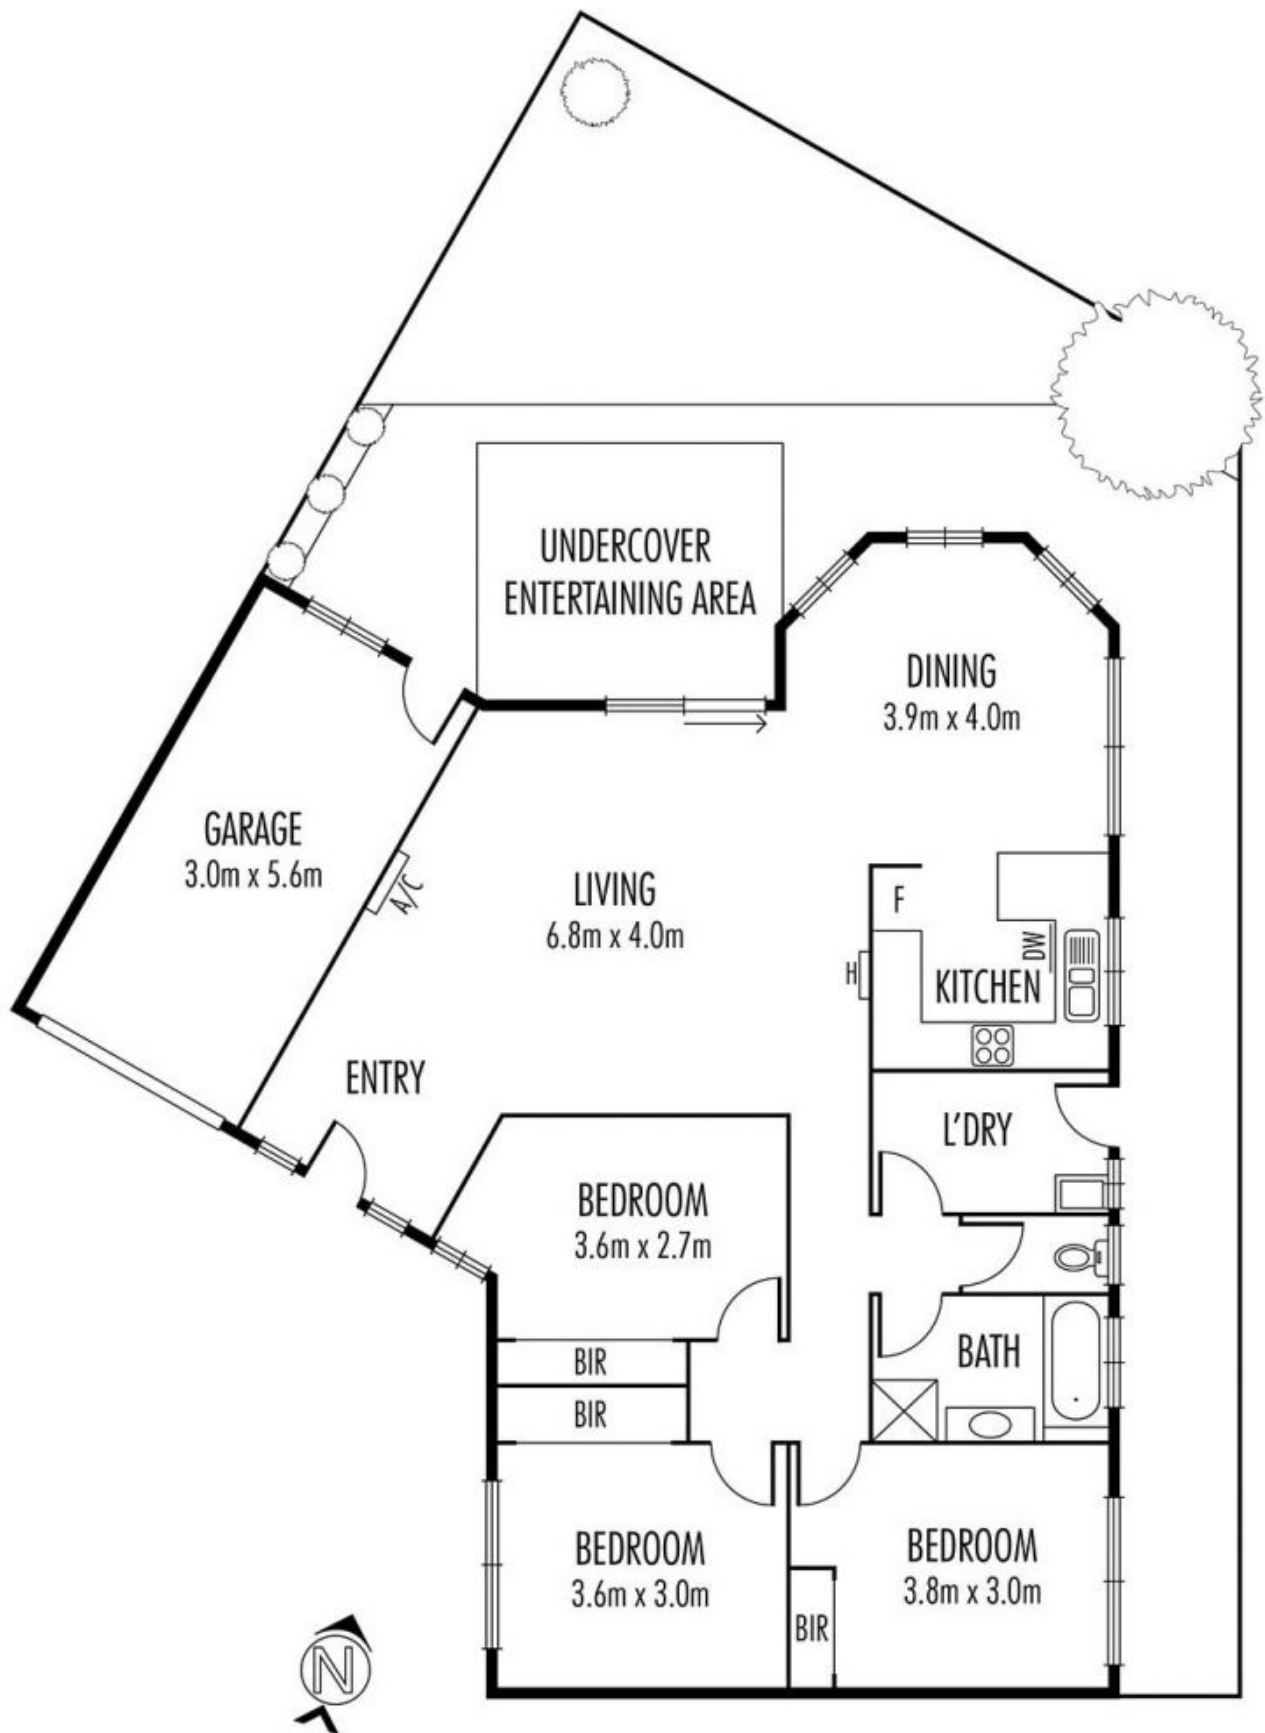 UNDERCOVER
ENTERTAINING AREA
DINING
3.9m x 4.0m
GARAGE
3.0m x 5.6m
A/C
LIVING
6.8m x 4.0m
F
DW
H
KITCHEN
ENTRY
L'DRY
BEDROOM
3.6m x 2.7m
BIR
BIR
BATH
BEDROOM
3.6m x 3.0m
BEDROOM
3.8m x 3.0m
BIR
N